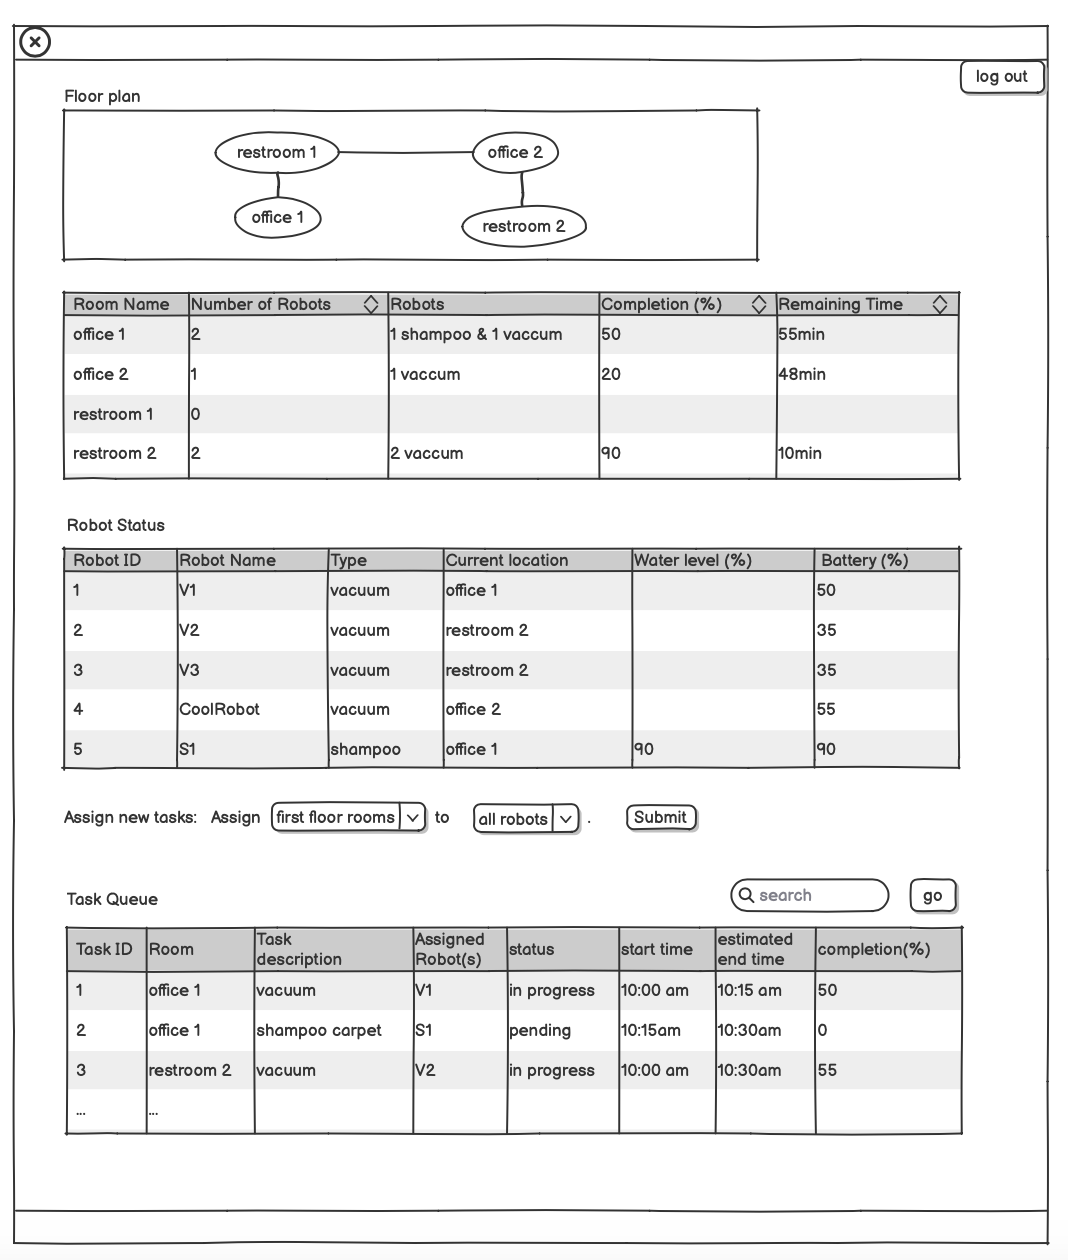 log out
Floor plan
restroom 1 office 2
office 1 restroom 2
Room Name Number of Robots Robots Completion (%) Remaining Time
office 1 2 1 shampoo & 1 vaccum 50 55min
office 2 1 1 vaccum 20 48min
restroom 1 0
restroom 2 2 2 vaccum 90 10min
Robot Status
Robot ID Robot Name Type Current location Water level (%) Battery (%)
1 V1 vacuum office 1 50
2 V2 vacuum restroom 2 35
3 V3 vacuum restroom 2 35
4 CoolRobot vacuum office 2 55
5 S1 shampoo office 1 90 90
Assign new tasks: Assign first floor rooms to all robots . Submit
Task Queue search go
Task ID Room Task description Assigned Robot(s) status start time estimated end time completion(%)
1 office 1 vacuum V1 in progress 10:00 am 10:15 am 50
2 office 1 shampoo carpet S1 pending 10:15am 10:30am 0
3 restroom 2 vacuum V2 in progress 10:00 am 10:30am 55
... ...